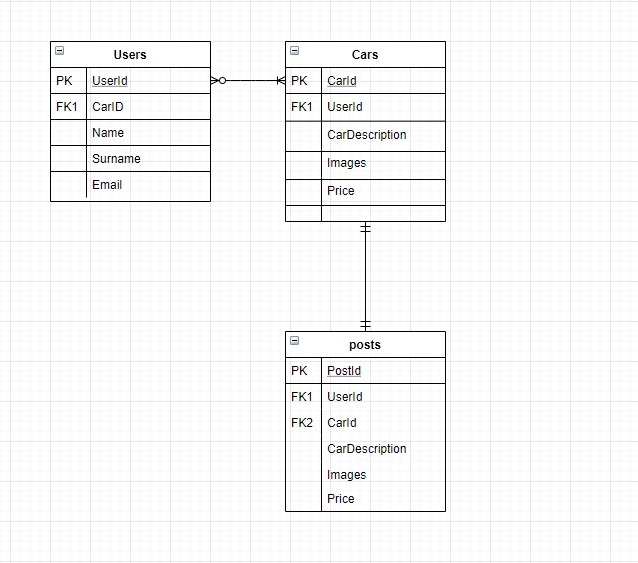 Users
PK UserId
FK1 CarID
Name
Surname
Email
Cars
PK CarId
FK1 UserId
CarDescription
Images
Price
posts
PK PostId
FK1 UserId
FK2 CarId
CarDescription
Images
Price